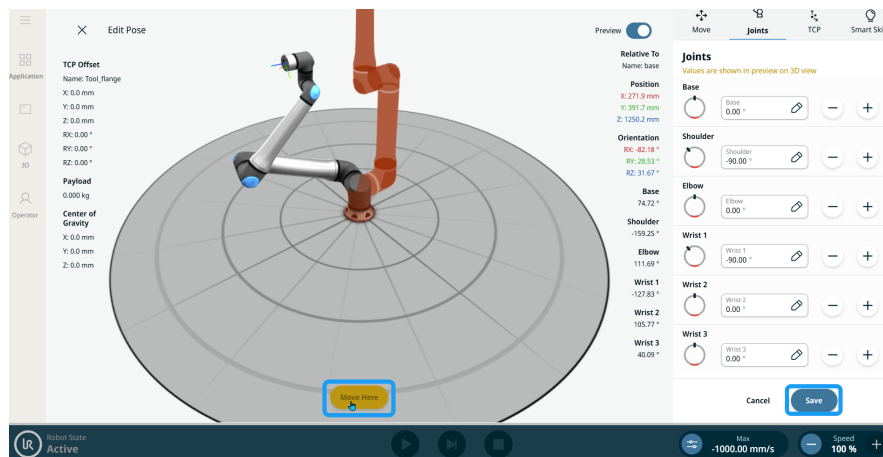 Edit Pose
Preview
Application
3D
Operator
TCP Offset
Name: Tool_flange
X: 0.0 mm
Y: 0.0 mm
Z: 0.0 mm
RX: 0.00 °
RY: 0.00 °
RZ: 0.00 °
Payload
0.000 kg
Center of
Gravity
X: 0.0 mm
Y: 0.0 mm
Z: 0.0 mm
Relative To
Name: base
Position
X: 271.9 mm
Y: 391.7 mm
Z: 1250.2 mm
Orientation
RX: -82.18 °
RY: 28.53 °
RZ: 31.67 °
Base
74.72 °
Shoulder
-159.25 °
Elbow
111.69 °
Wrist 1
-127.83 °
Wrist 2
105.77 °
Wrist 3
40.09 °
Move Here
Move
Joints
TCP
Smart Ski
Joints
Values are shown in preview on 3D view
Base
Base
0.00 °
Shoulder
Shoulder
-90.00 °
Elbow
Elbow
0.00 °
Wrist 1
Wrist 1
-90.00 °
Wrist 2
Wrist 2
0.00 °
Wrist 3
Wrist 3
0.00 °
Cancel
Save
UR
Robot State
Active
Max
-1000.00 mm/s
Speed
100 %